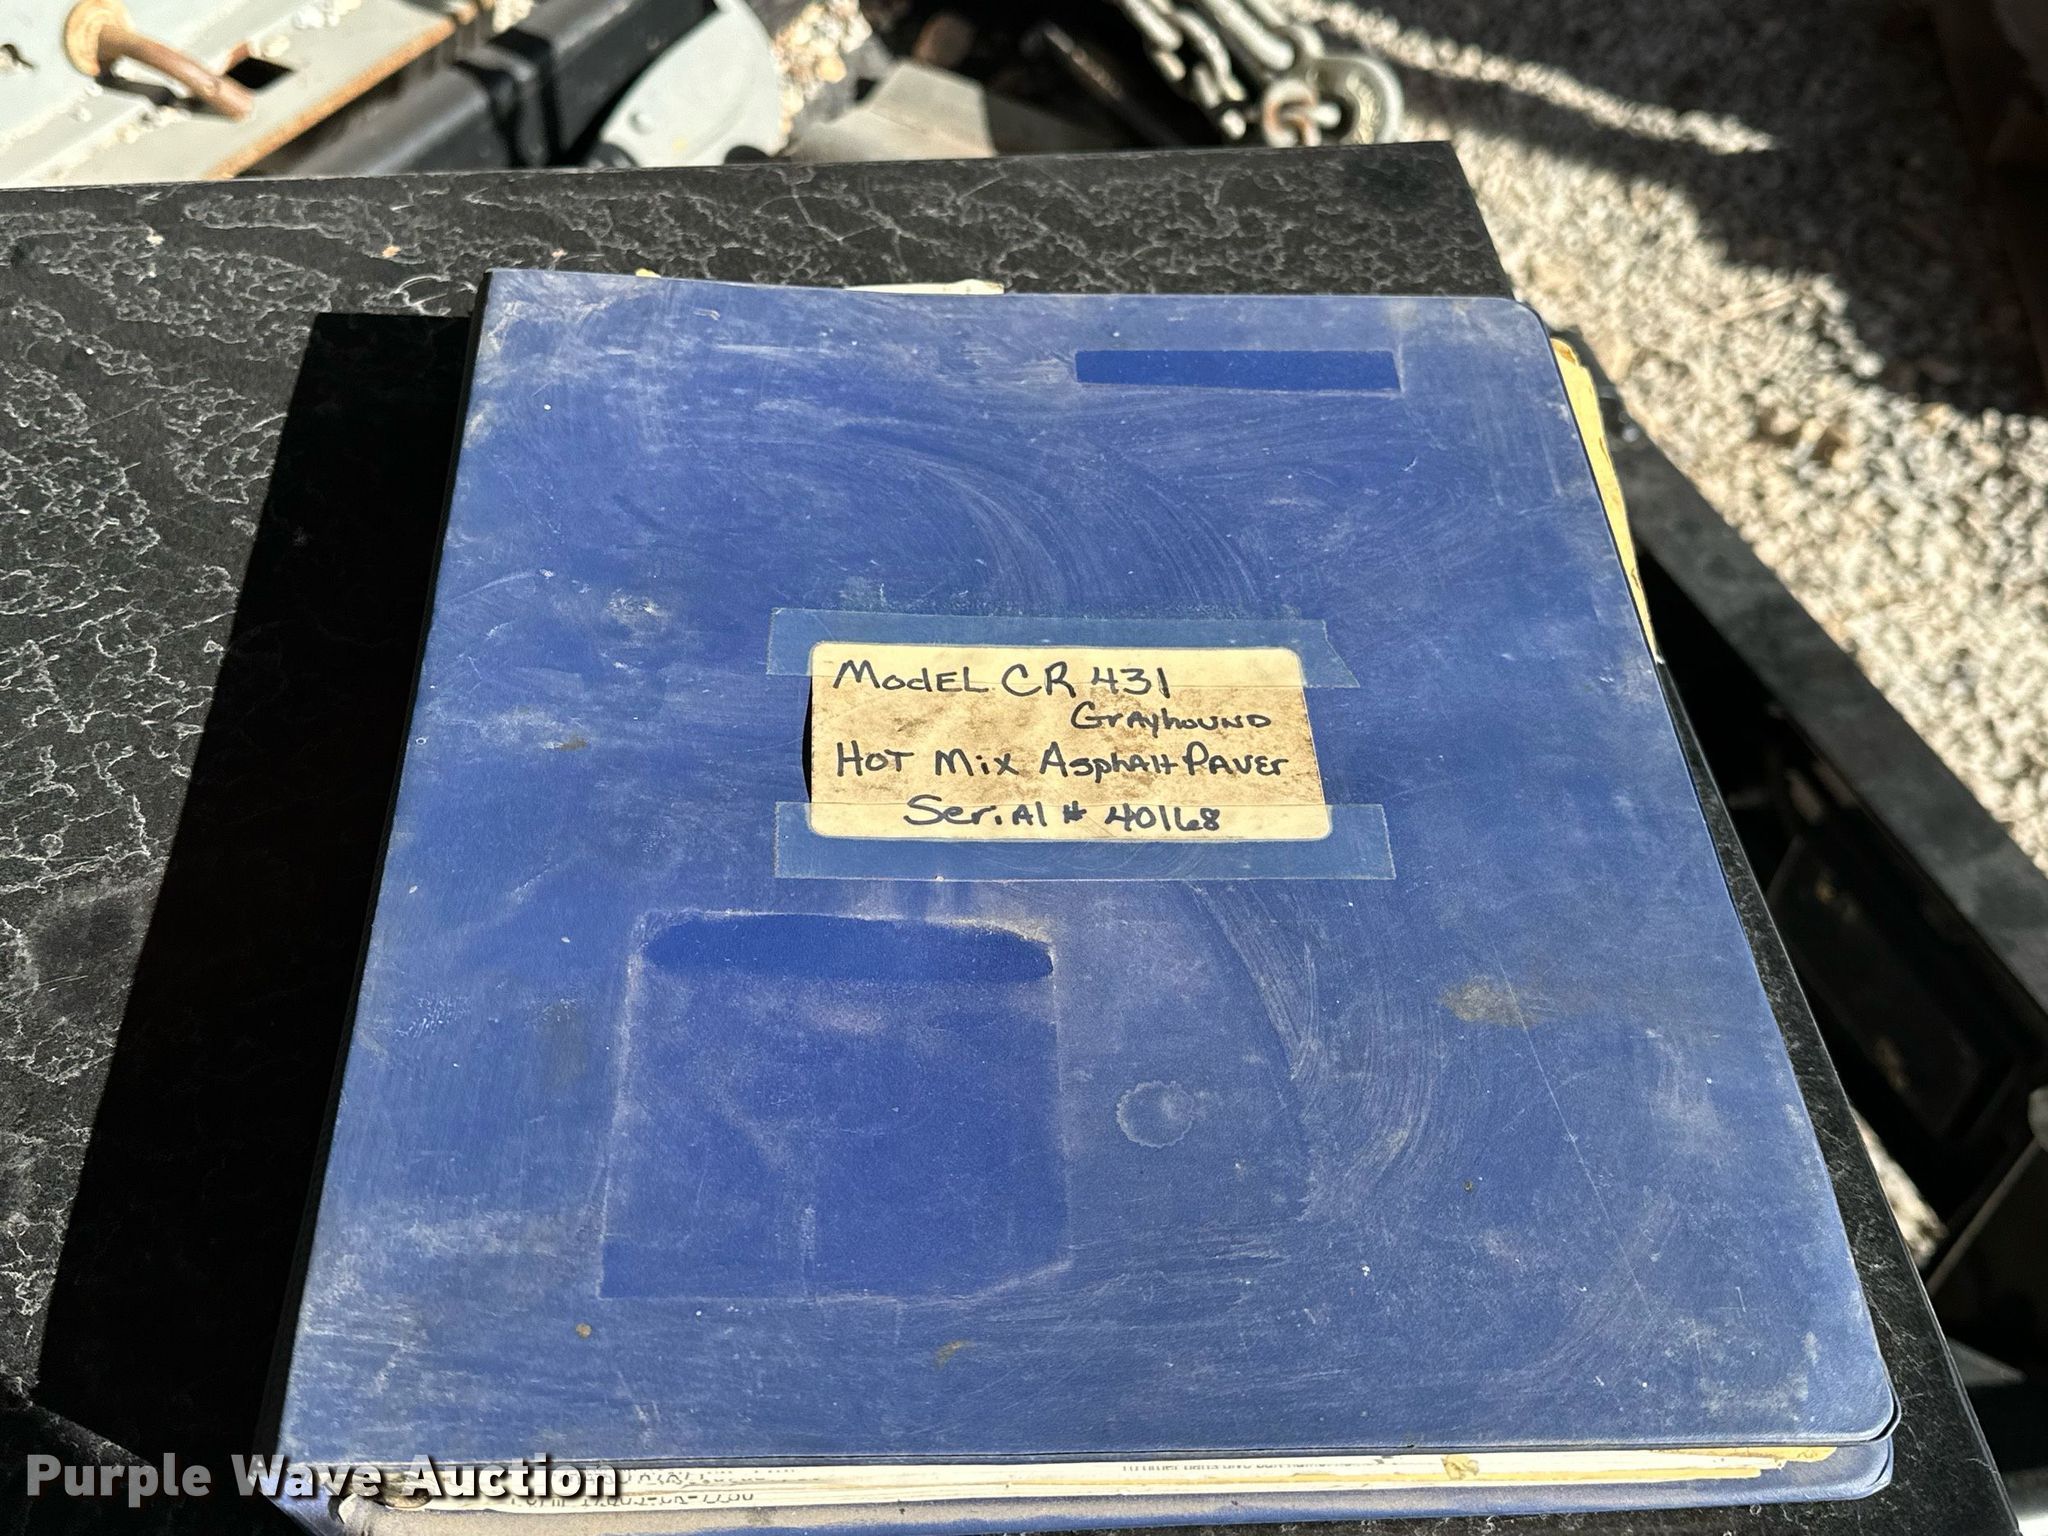 Model CR 431
Grayhound
Hot Mix Asphalt Paver
Serial # 40168
Purple Wave Auction